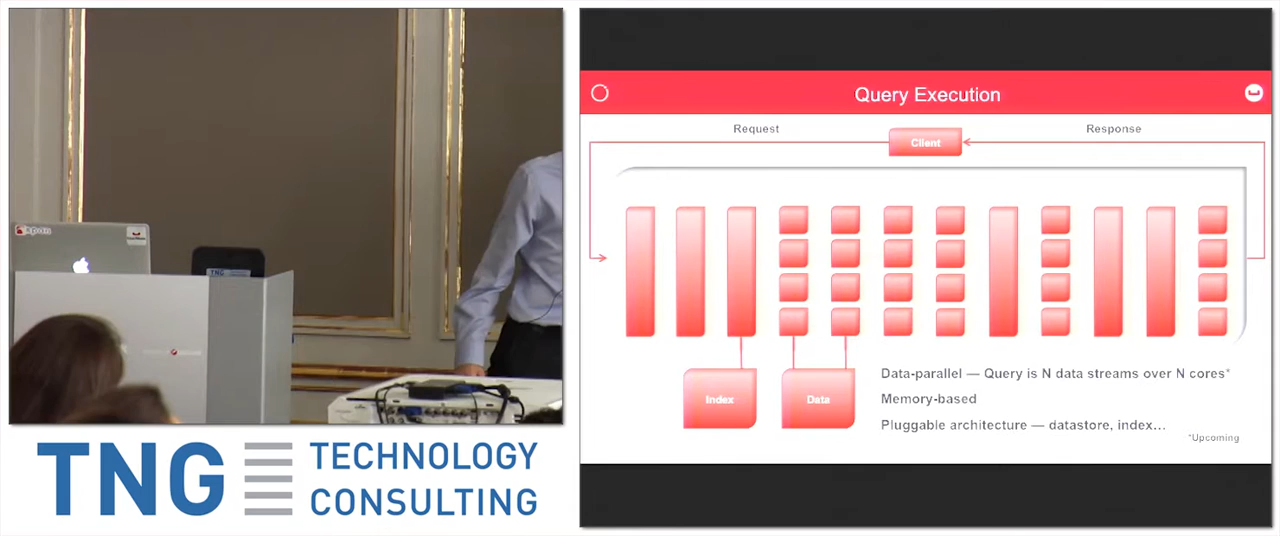 TNG
TECHNOLOGY
CONSULTING
TNG
Query Execution
Request
Response
Client
Index
Data
Data-parallel — Query is N data streams over N cores*
Memory-based
Pluggable architecture — datastore, index...
*Upcoming